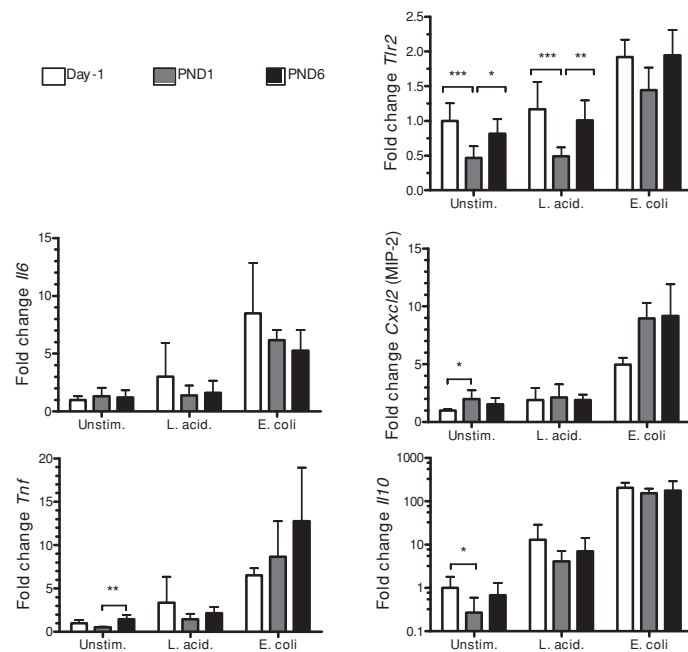 Day-1 PND1 PND6
Fold change Tlr2
2.5
2.0
1.5
1.0
0.5
0.0
*** * *** **
Unstim. L. acid. E. coli
Fold change Il6
15
10
5
0
Unstim. L. acid. E. coli
Fold change Cxcl2 (MIP-2)
15
10
5
0
*
Unstim. L. acid. E. coli
Fold change Tnf
20
15
10
5
0
**
Unstim. L. acid. E. coli
Fold change Il10
1000
100
10
1
0.1
*
Unstim. L. acid. E. coli